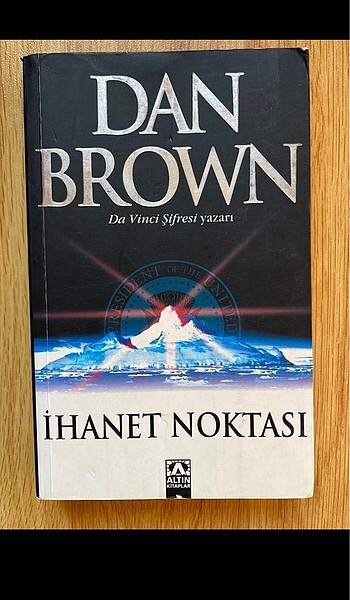 DAN
BROWN
Da Vinci Şifresi yazarı
PRESIDENT OF THE UNITED
İHANET NOKTASI
ALTIN
KİTAPLAR